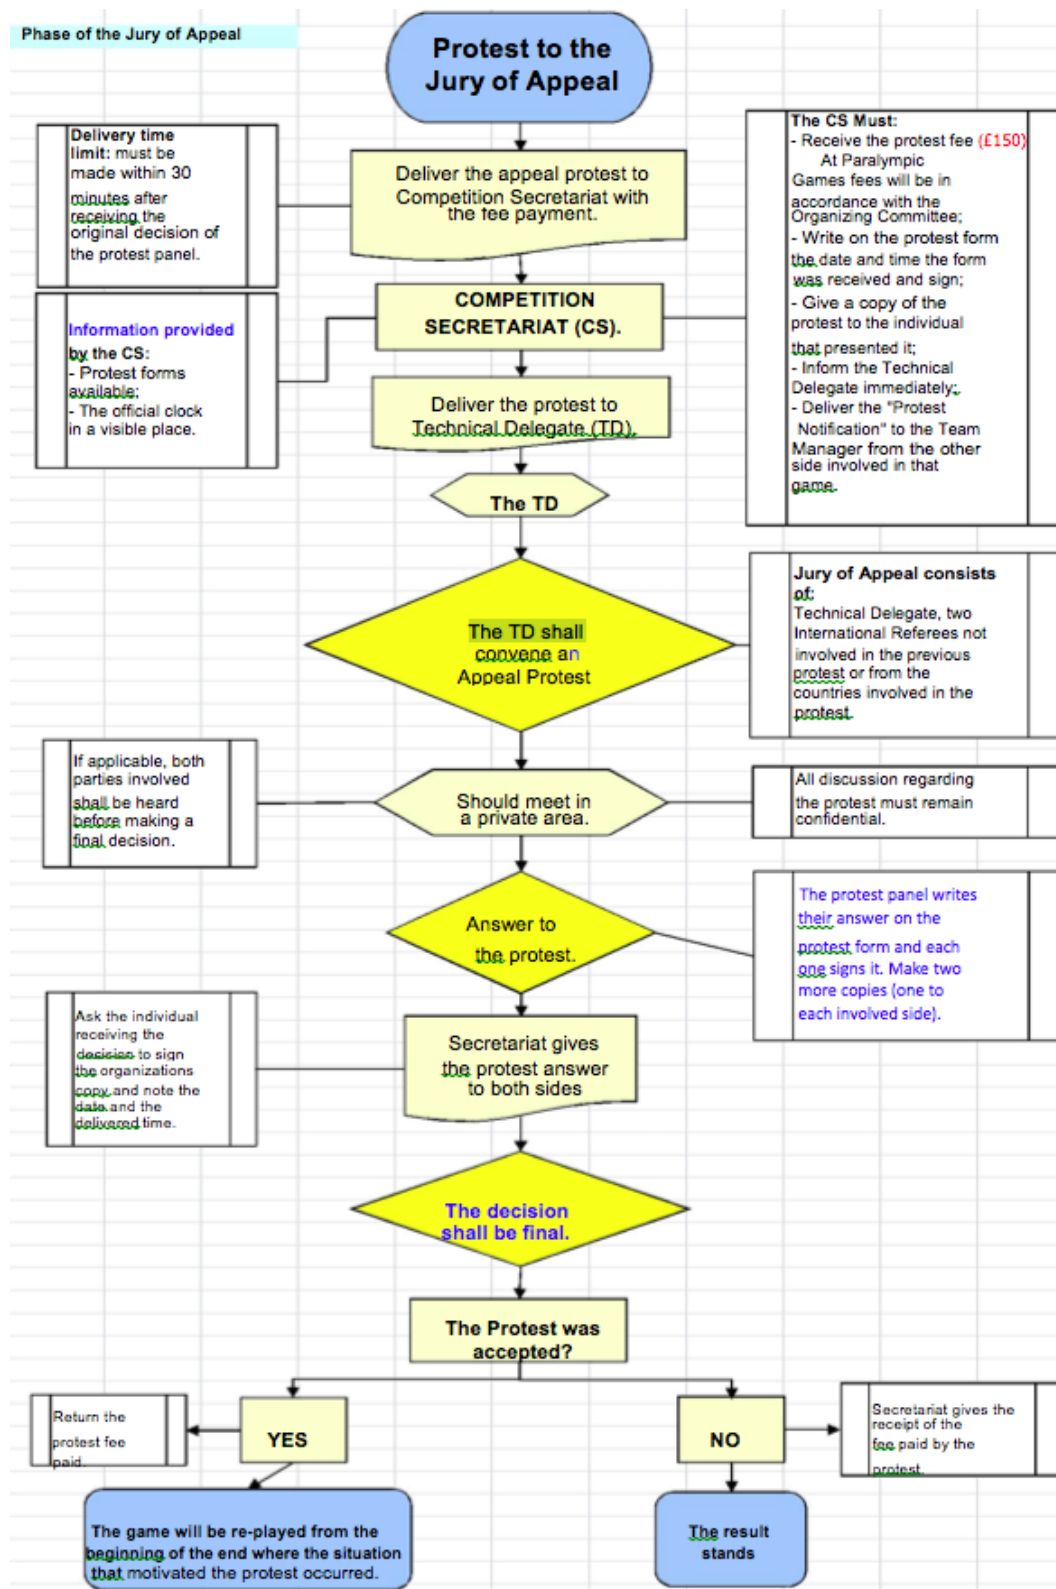 Phase of the Jury of Appeal
Protest to the
Jury of Appeal
Delivery time
limit: must be
made within 30
minutes after
receiving the
original decision of
the protest panel.
Deliver the appeal protest to
Competition Secretariat with
the fee payment.
The CS Must:
- Receive the protest fee (£150)
At Paralympic
Games fees will be in
accordance with the
Organizing Committee;
- Write on the protest form
the date and time the form
was received and sign;
- Give a copy of the
protest to the individual
that presented it;
- Inform the Technical
Delegate immediately;
- Deliver the "Protest
Notification" to the Team
Manager from the other
side involved in that
game.
Information provided
by the CS:
- Protest forms
available;
- The official clock
in a visible place.
COMPETITION
SECRETARIAT (CS).
Deliver the protest to
Technical Delegate (TD).
The TD
The TD shall
convene an
Appeal Protest
Jury of Appeal consists
of:
Technical Delegate, two
International Referees not
involved in the previous
protest or from the
countries involved in the
protest.
If applicable, both
parties involved
shall be heard
before making a
final decision.
Should meet in
a private area.
All discussion regarding
the protest must remain
confidential.
Answer to
the protest.
The protest panel writes
their answer on the
protest form and each
one signs it. Make two
more copies (one to
each involved side).
Ask the individual
receiving the
decision to sign
the organizations
copy and note the
date and the
delivered time.
Secretariat gives
the protest answer
to both sides
The decision
shall be final.
The Protest was
accepted?
Return the
protest fee
paid.
YES
NO
Secretariat gives the
receipt of the
fee paid by the
protest.
The game will be re-played from the
beginning of the end where the situation
that motivated the protest occurred.
The result
stands